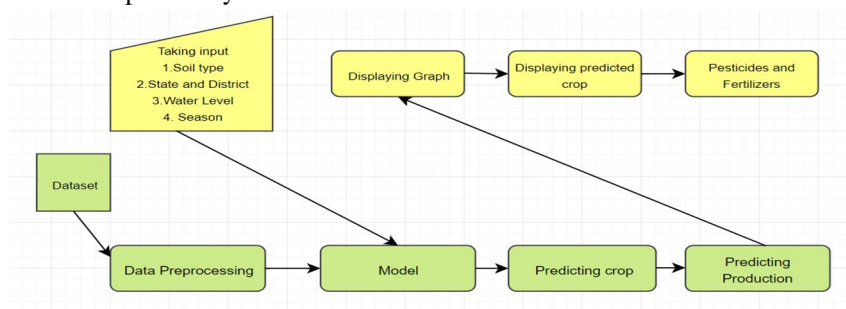 Taking input
1.Soil type
2.State and District
3.Water Level
4. Season
Displaying Graph
Displaying predicted
crop
Pesticides and
Fertilizers
Dataset
Data Preprocessing
Model
Predicting crop
Predicting
Production